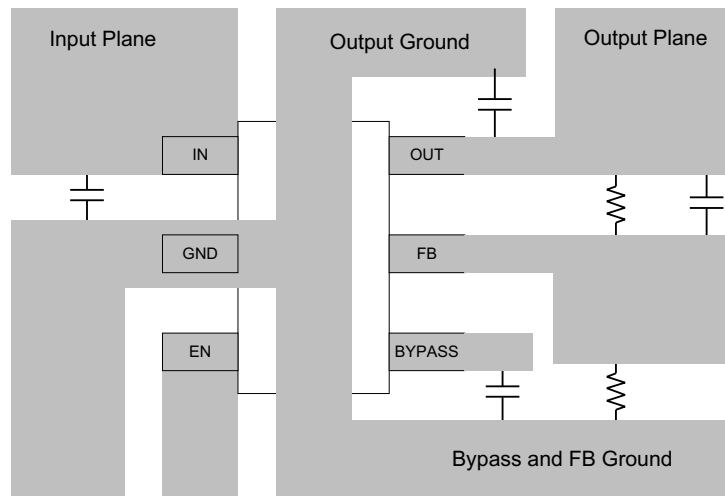 Input Plane
Output Ground
Output Plane
IN
OUT
GND
FB
EN
BYPASS
Bypass and FB Ground